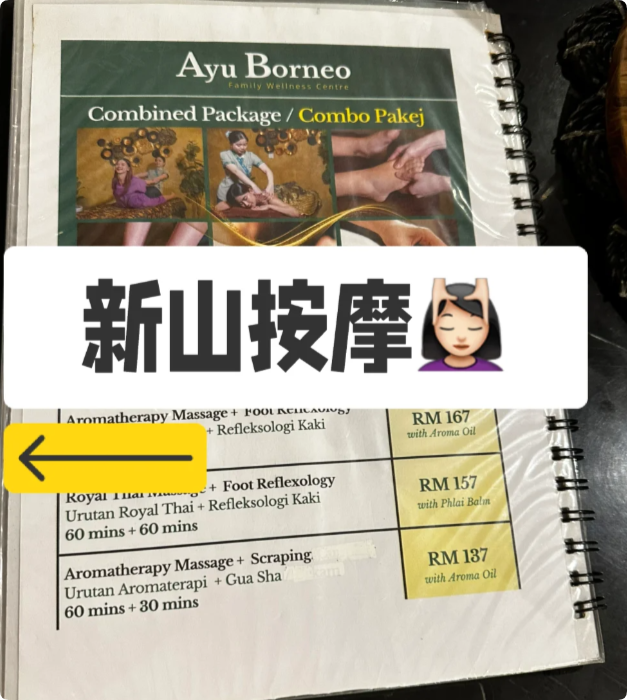 Ayu Borneo
Family Wellness Centre
Combined Package / Combo Pakej
新山按摩
Aromatherapy Massage + Foot Reflexology
+ Refleksologi Kaki
RM 167
with Aroma Oil
Royal Thai Massage + Foot Reflexology
Urutan Royal Thai + Refleksologi Kaki
60 mins + 60 mins
RM 157
with Phlai Balm
Aromatherapy Massage + Scraping
Urutan Aromaterapi + Gua Sha
60 mins + 30 mins
RM 137
with Aroma Oil